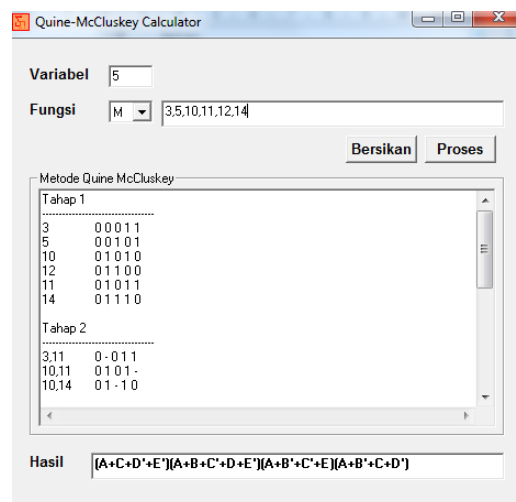 Quine-McCluskey Calculator
Variabel 5
Fungsi M 3,5,10,11,12,14
Bersikan Proses
Metode Quine McCluskey
Tahap 1
--------------------------------
3 0 0 0 1 1
5 0 0 1 0 1
10 0 1 0 1 0
12 0 1 1 0 0
11 0 1 0 1 1
14 0 1 1 1 0
Tahap 2
--------------------------------
3,11 0 - 0 1 1
10,11 0 1 0 1 -
10,14 0 1 - 1 0
Hasil (A+C+D'+E')(A+B+C'+D+E')(A+B'+C'+E)(A+B'+C+D')